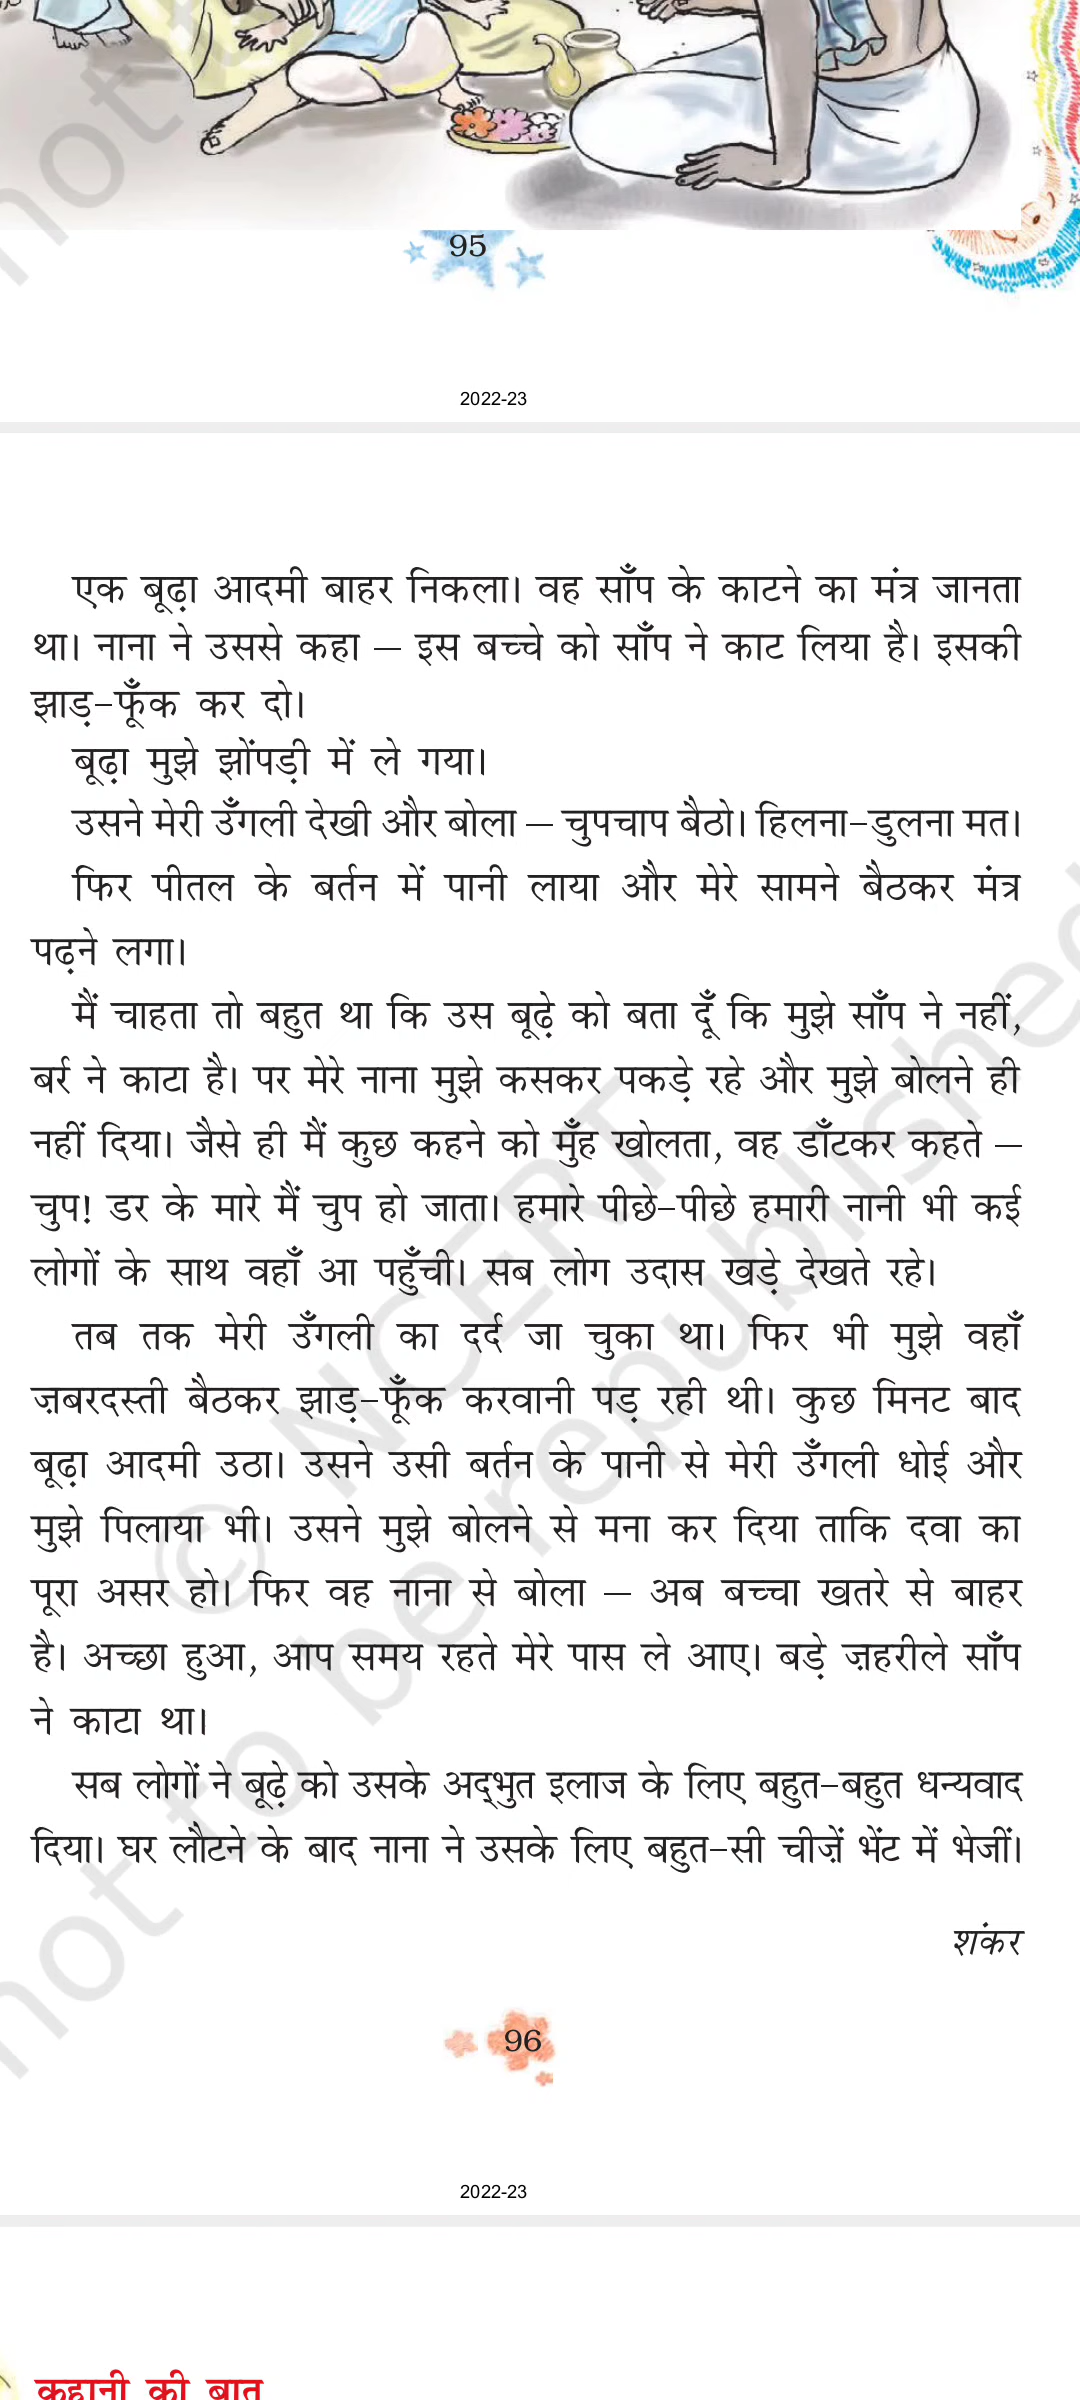 95
2022-23
एक बूढ़ा आदमी बाहर निकला। वह साँप के काटने का मंत्र जानता
था। नाना ने उससे कहा – इस बच्चे को साँप ने काट लिया है। इसकी
झाड़-फूँक कर दो।
बूढ़ा मुझे झोंपड़ी में ले गया।
उसने मेरी उँगली देखी और बोला – चुपचाप बैठो। हिलना-डुलना मत।
फिर पीतल के बर्तन में पानी लाया और मेरे सामने बैठकर मंत्र
पढ़ने लगा।
मैं चाहता तो बहुत था कि उस बूढ़े को बता दूँ कि मुझे साँप ने नहीं,
बर्र ने काटा है। पर मेरे नाना मुझे कसकर पकड़े रहे और मुझे बोलने ही
नहीं दिया। जैसे ही मैं कुछ कहने को मुँह खोलता, वह डाँटकर कहते –
चुप! डर के मारे मैं चुप हो जाता। हमारे पीछे-पीछे हमारी नानी भी कई
लोगों के साथ वहाँ आ पहुँची। सब लोग उदास खड़े देखते रहे।
तब तक मेरी उँगली का दर्द जा चुका था। फिर भी मुझे वहाँ
ज़बरदस्ती बैठकर झाड़-फूँक करवानी पड़ रही थी। कुछ मिनट बाद
बूढ़ा आदमी उठा। उसने उसी बर्तन के पानी से मेरी उँगली धोई और
मुझे पिलाया भी। उसने मुझे बोलने से मना कर दिया ताकि दवा का
पूरा असर हो। फिर वह नाना से बोला – अब बच्चा खतरे से बाहर
है। अच्छा हुआ, आप समय रहते मेरे पास ले आए। बड़े ज़हरीले साँप
ने काटा था।
सब लोगों ने बूढ़े को उसके अद्भुत इलाज के लिए बहुत-बहुत धन्यवाद
दिया। घर लौटने के बाद नाना ने उसके लिए बहुत-सी चीज़ें भेंट में भेजीं।
शंकर
© NCERT
not to be republished
96
2022-23
कहानी की बात